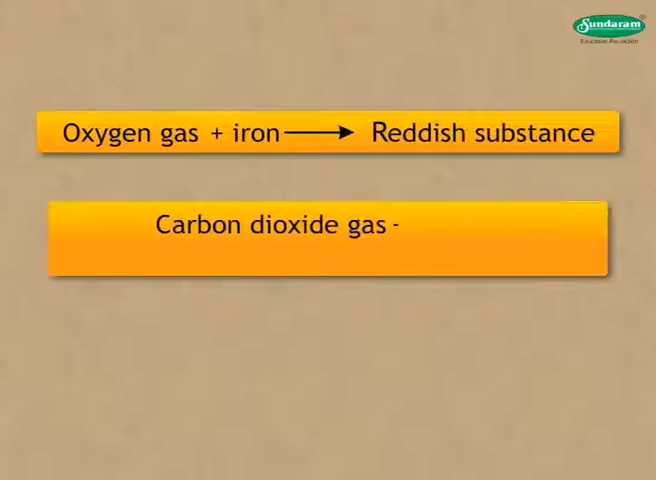 Sundaram
Oxygen gas + iron ⟶ Reddish substance
Carbon dioxide gas -